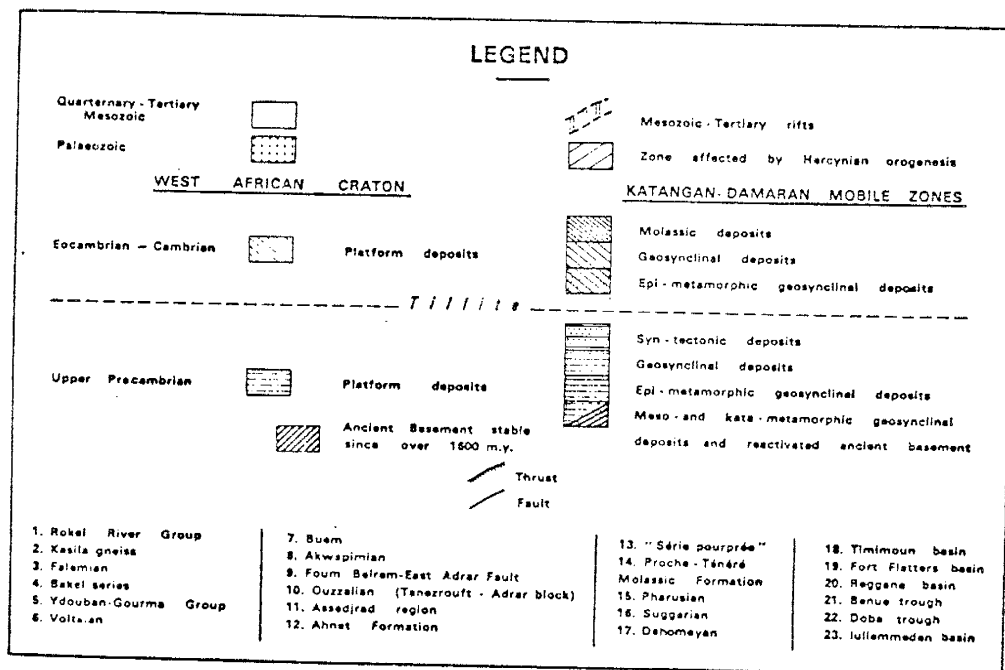 LEGEND
Quarternary - Tertiary
Mesozoic
Palaeozoic
WEST AFRICAN CRATON
Eocambrian - Cambrian
Platform deposits
Mesozoic - Tertiary rifts
Zone affected by Hercynian orogenesis
KATANGAN - DAMARAN MOBILE ZONES
Molassic deposits
Geosynclinal deposits
Epi - metamorphic geosynclinal deposits
Tillite
Upper Precambrian
Platform deposits
Ancient Basement stable
since over 1600 m.y.
Syn - tectonic deposits
Geosynclinal deposits
Epi - metamorphic geosynclinal deposits
Meso - and kata - metamorphic geosynclinal
deposits and reactivated ancient basement
Thrust
Fault
1. Rokel River Group
2. Kasila gneiss
3. Falemian
4. Bakel series
5. Ydouban-Gourma Group
6. Voltaian
7. Buem
8. Akwapimian
9. Foum Belrem-East Adrar Fault
10. Ouzzalian (Tanezrouft - Adrar block)
11. Assedjrad region
12. Ahnet Formation
13. "Série pourprée"
14. Proche - Ténéré
Molassic Formation
15. Pharusian
16. Suggarian
17. Dahomeyan
18. Timimoun basin
19. Fort Flatters basin
20. Reggane basin
21. Benue trough
22. Doba trough
23. Iullemmeden basin